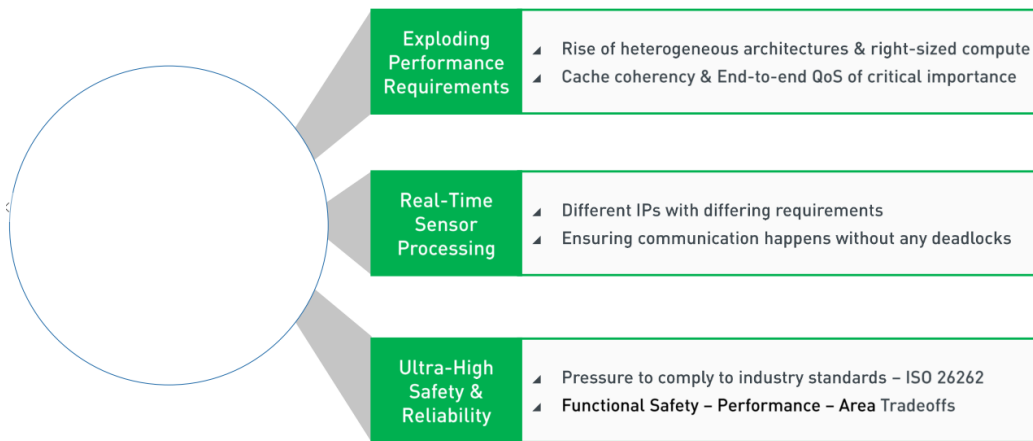 Exploding
Performance
Requirements
Rise of heterogeneous architectures & right-sized compute
Cache coherency & End-to-end QoS of critical importance
Real-Time
Sensor
Processing
Different IPs with differing requirements
Ensuring communication happens without any deadlocks
Ultra-High
Safety &
Reliability
Pressure to comply to industry standards – ISO 26262
Functional Safety – Performance – Area Tradeoffs